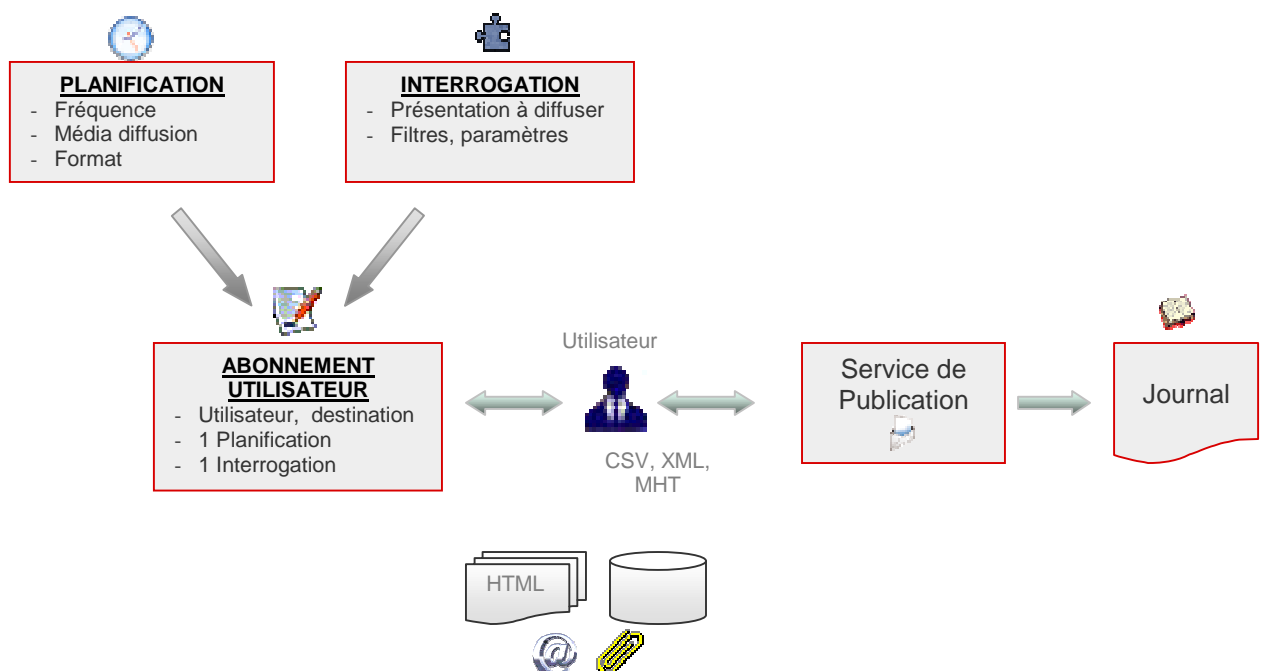 PLANIFICATION
- Fréquence
- Média diffusion
- Format
INTERROGATION
- Présentation à diffuser
- Filtres, paramètres
ABONNEMENT
UTILISATEUR
- Utilisateur, destination
- 1 Planification
- 1 Interrogation
Utilisateur
CSV, XML,
MHT
Service de
Publication
Journal
HTML
@